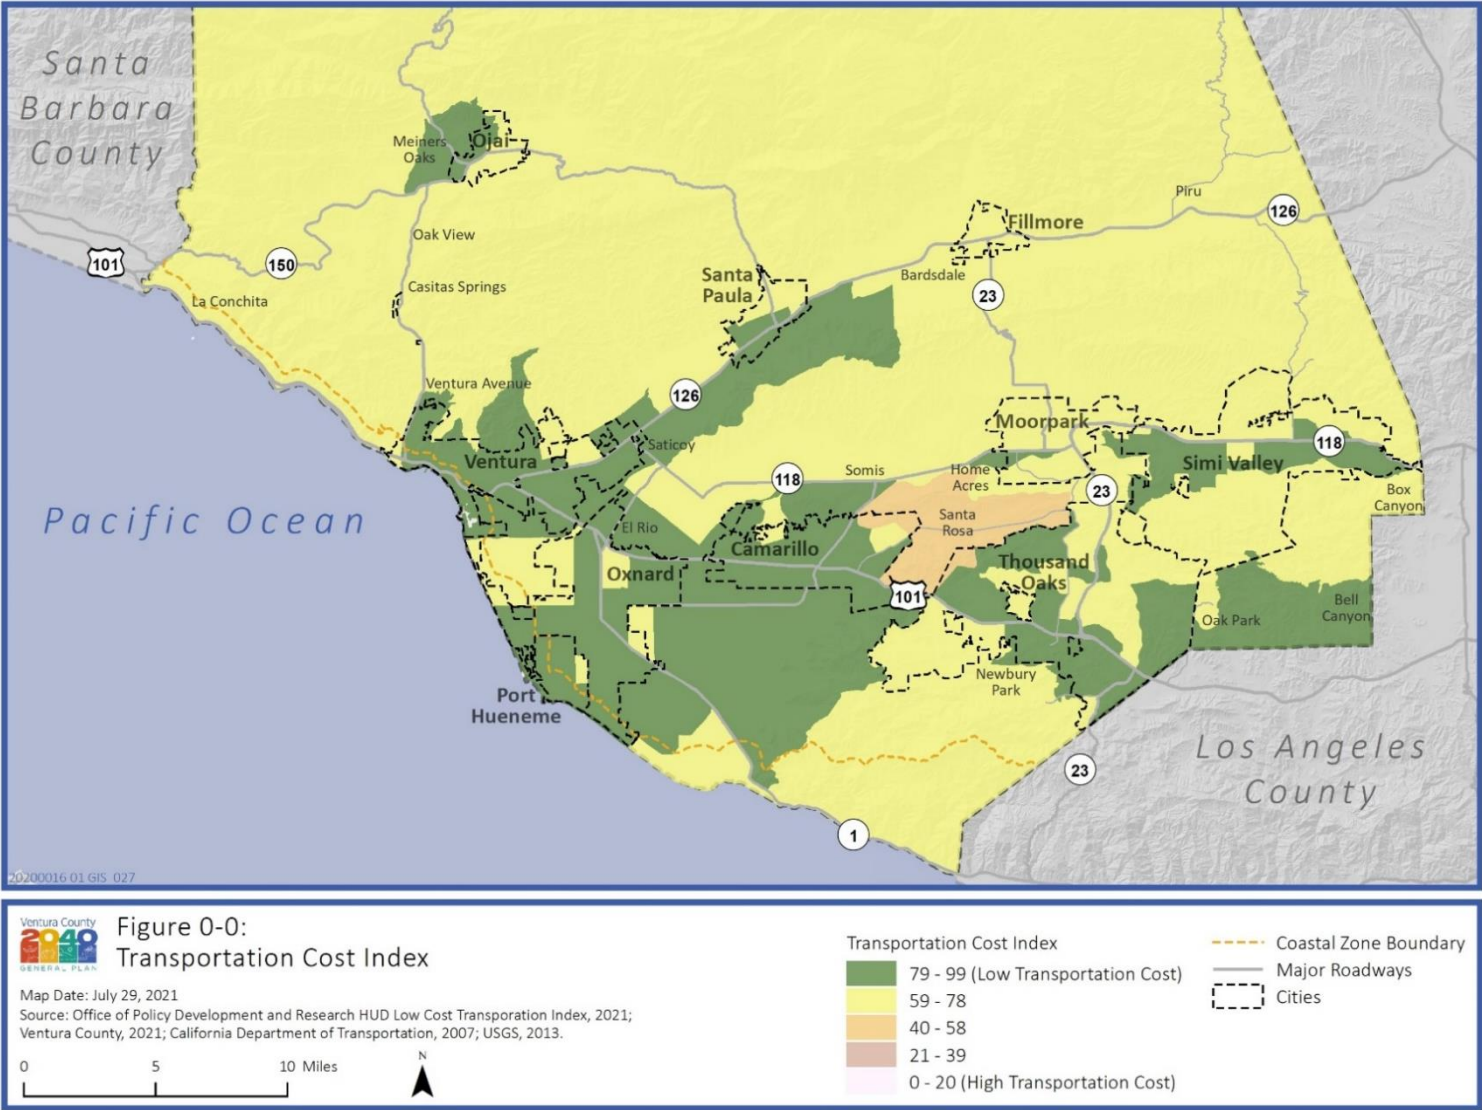 Santa
Barbara
County
Meiners
Oaks
Ojai
Piru
126
Fillmore
Oak View
101
150
Santa
Paula
Bardsdale
Casitas Springs
23
La Conchita
Ventura Avenue
126
Moorpark
Saticoy
118
Ventura
Simi Valley
118
Somis
Home
Acres
23
Box
Canyon
Pacific Ocean
El Rio
Santa
Rosa
Camarillo
Oxnard
Thousand
Oaks
101
Bell
Canyon
Oak Park
Newbury
Park
Port
Hueneme
Los Angeles
County
23
1
20200016 01 GIS 027
Ventura County
2040
GENERAL PLAN
Figure 0-0:
Transportation Cost Index
Map Date: July 29, 2021
Source: Office of Policy Development and Research HUD Low Cost Transporation Index, 2021;
Ventura County, 2021; California Department of Transportation, 2007; USGS, 2013.
0 5 10 Miles
N
Transportation Cost Index
79 - 99 (Low Transportation Cost)
59 - 78
40 - 58
21 - 39
0 - 20 (High Transportation Cost)
Coastal Zone Boundary
Major Roadways
Cities